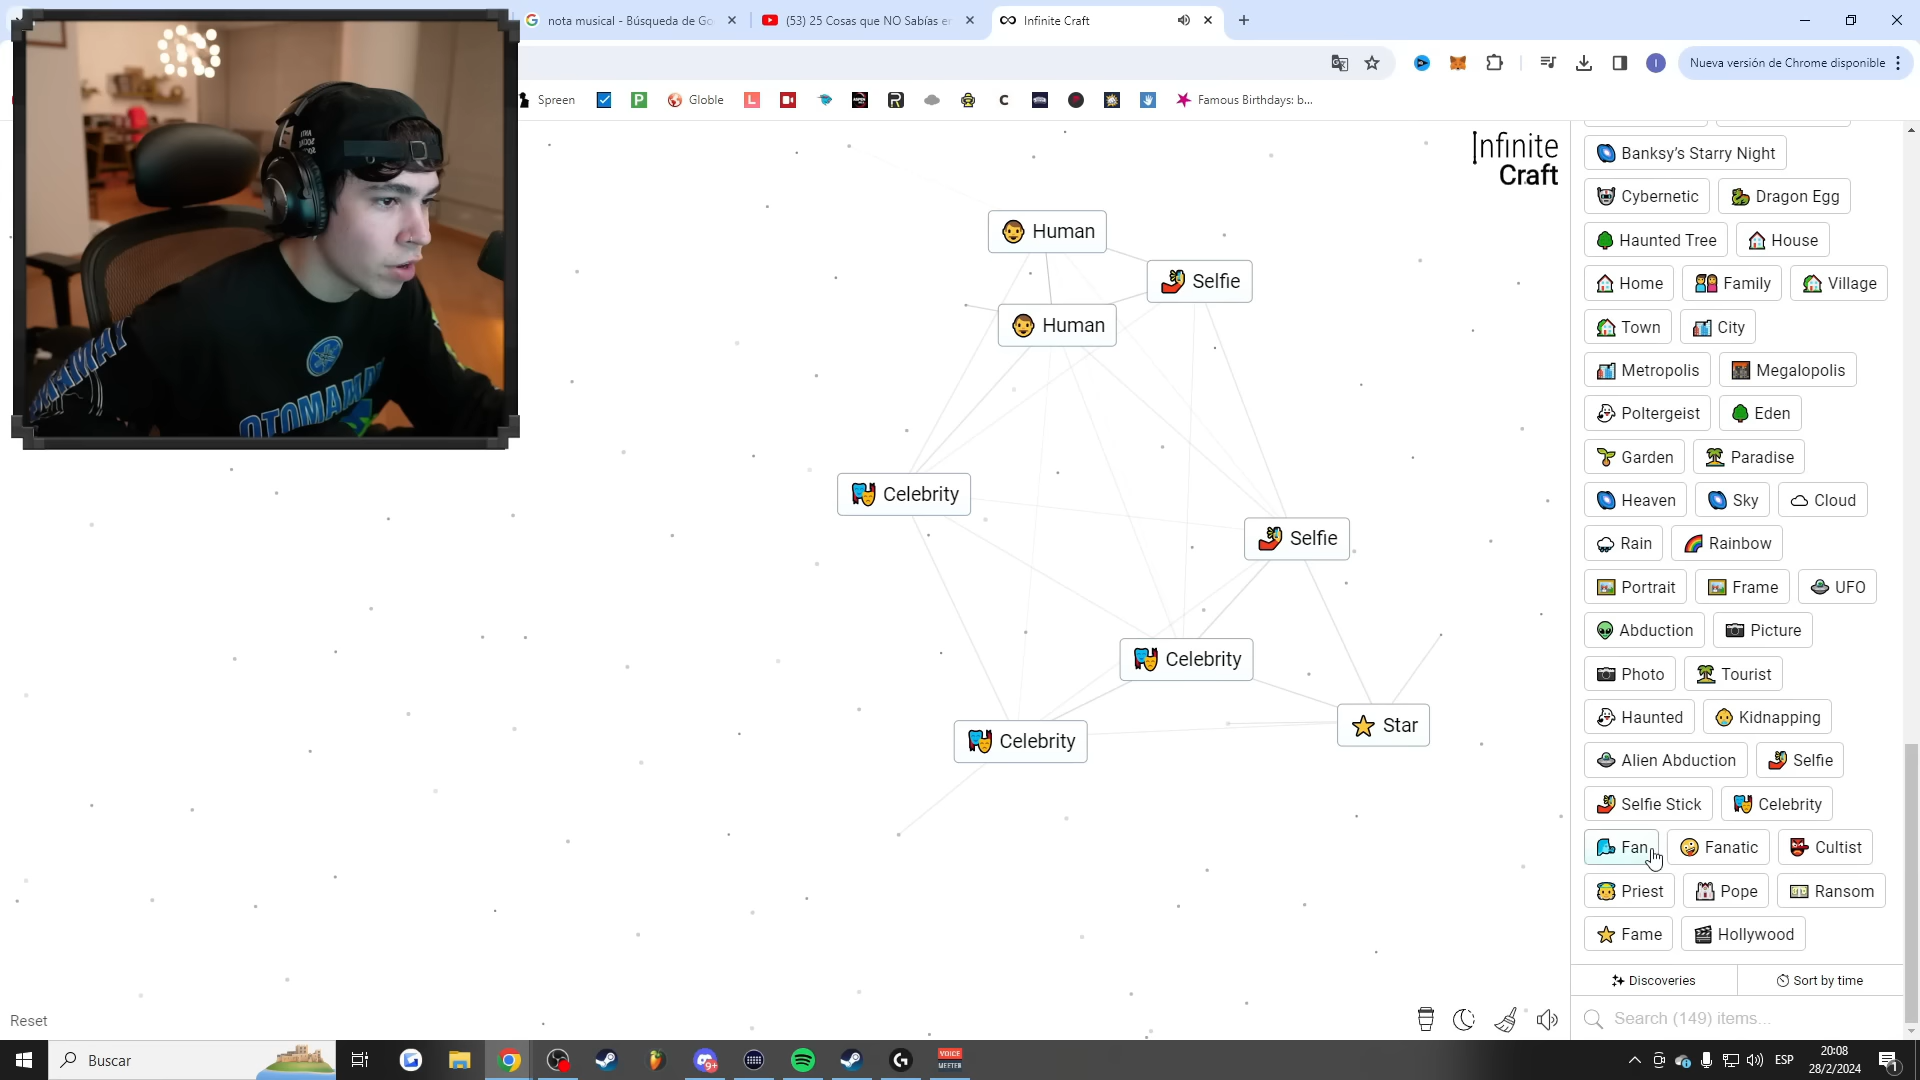 nota musical - Búsqueda de Go
(53) 25 Cosas que NO Sabías e
Infinite Craft
Nueva versión de Chrome disponible
Spreen
Globle
Famous Birthdays: b...
Infinite
Craft
Human
Selfie
Human
Celebrity
Selfie
Celebrity
Celebrity
Star
Banksy's Starry Night
Cybernetic
Dragon Egg
Haunted Tree
House
Home
Family
Village
Town
City
Metropolis
Megalopolis
Poltergeist
Eden
Garden
Paradise
Heaven
Sky
Cloud
Rain
Rainbow
Portrait
Frame
UFO
Abduction
Picture
Photo
Tourist
Haunted
Kidnapping
Alien Abduction
Selfie
Selfie Stick
Celebrity
Fan
Fanatic
Cultist
Priest
Pope
Ransom
Fame
Hollywood
Discoveries
Sort by time
Search (149) items...
Reset
Buscar
9+
VOICE
MEETER
ESP
20:08
28/2/2024
1